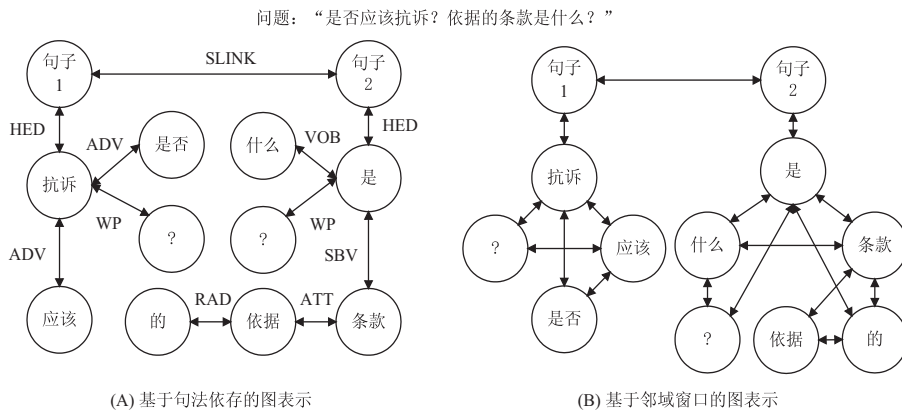 问题：“是否应该抗诉？依据的条款是什么？”
句子
1
SLINK
句子
2
HED
HED
ADV
是否
什么
VOB
抗诉
是
WP
？
？
WP
ADV
SBV
应该
的
RAD
依据
ATT
条款
(A) 基于句法依存的图表示
句子
1
句子
2
抗诉
是
？
应该
什么
条款
是否
？
依据
的
(B) 基于邻域窗口的图表示